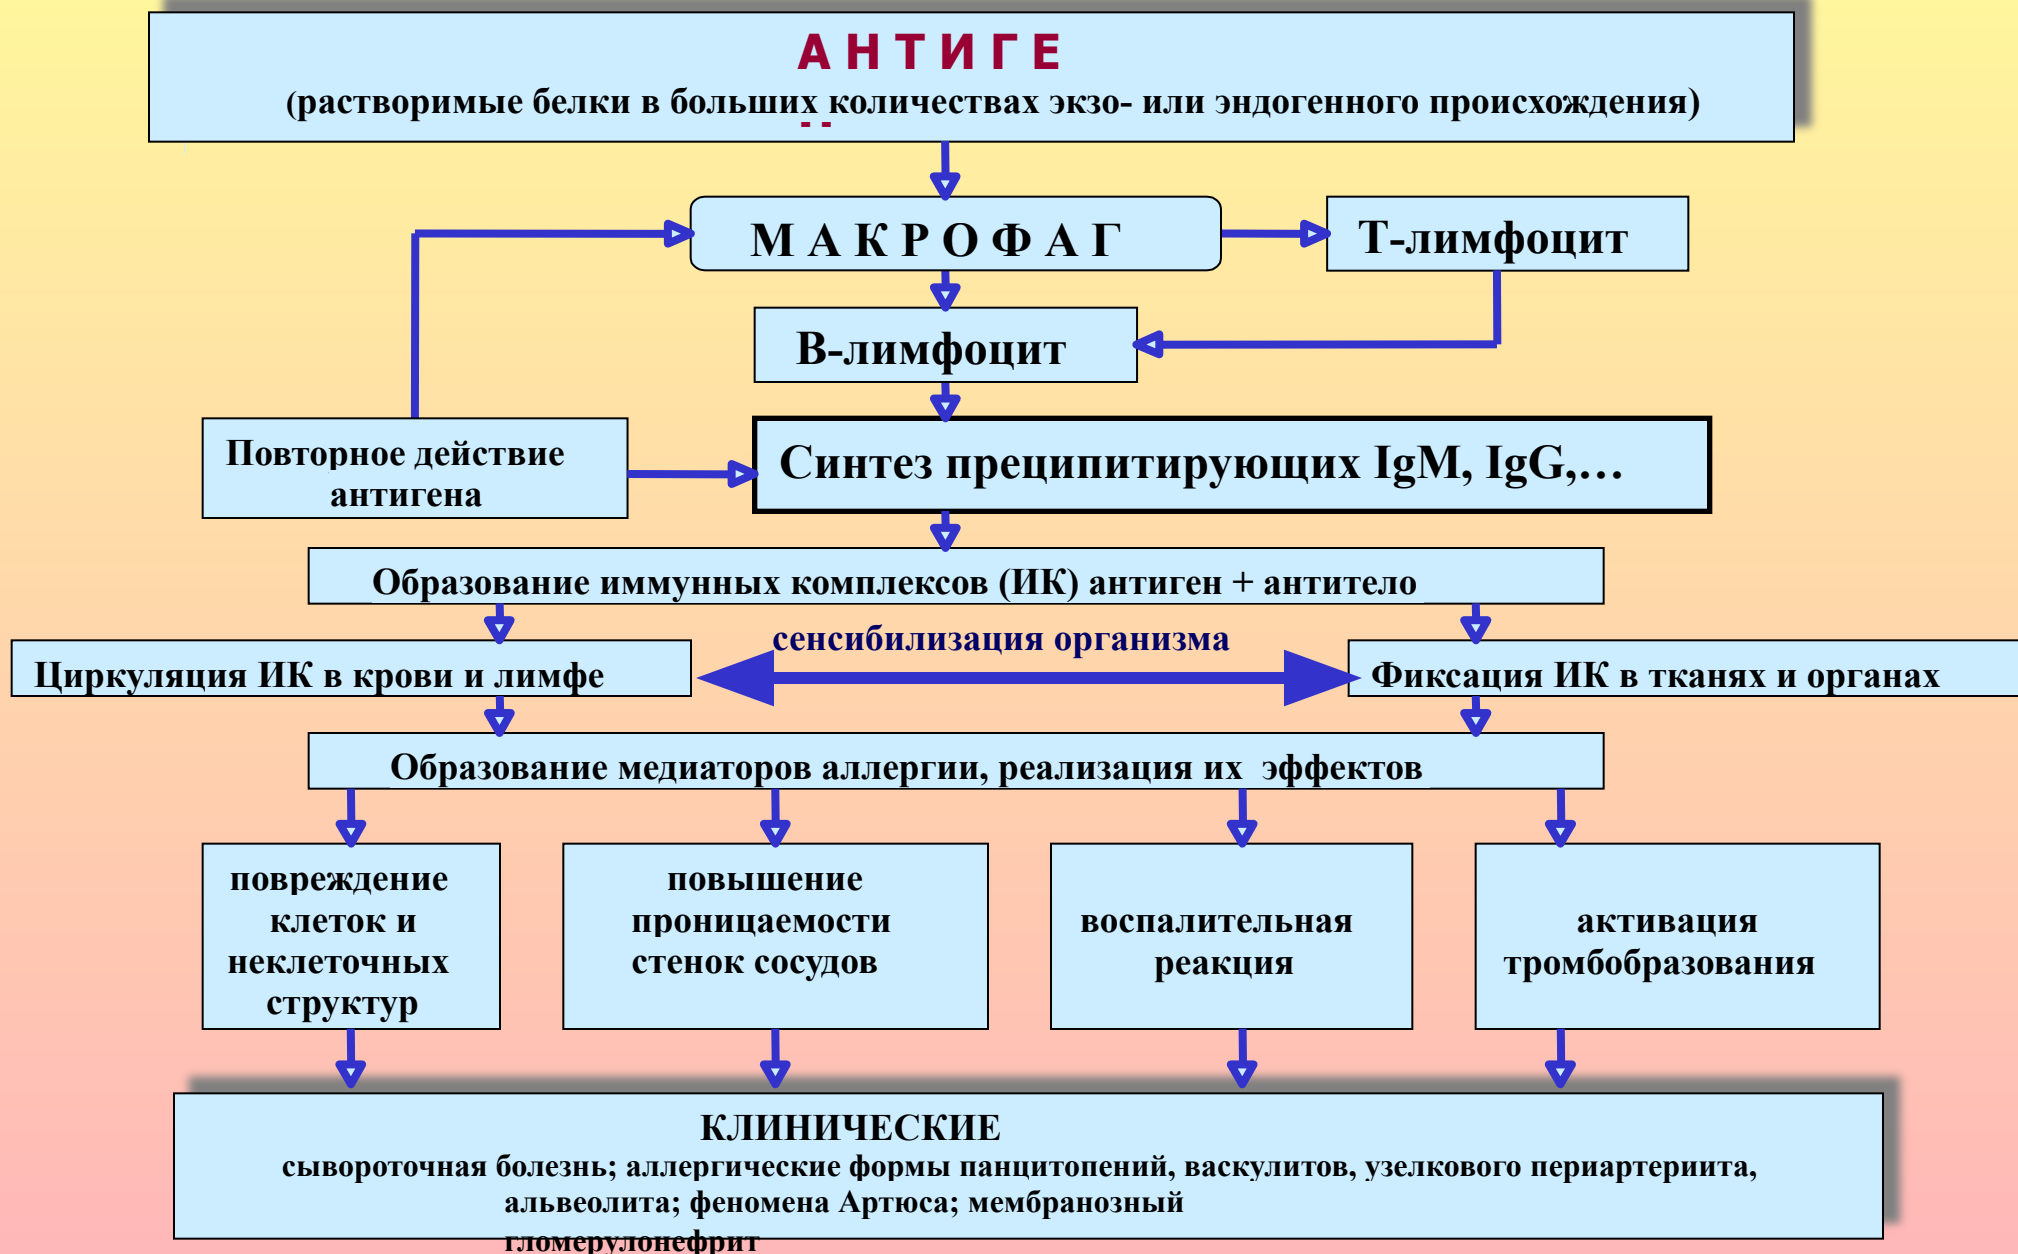 АНТИГЕ
(растворимые белки в больших количествах экзо- или эндогенного происхождения)
МАКРОФАГ
Т-лимфоцит
В-лимфоцит
Повторное действие
антигена
Синтез преципитирующих IgM, IgG,…
Образование иммунных комплексов (ИК) антиген + антитело
сенсибилизация организма
Циркуляция ИК в крови и лимфе
Фиксация ИК в тканях и органах
Образование медиаторов аллергии, реализация их эффектов
повреждение
клеток и
неклеточных
структур
повышение
проницаемости
стенок сосудов
воспалительная
реакция
активация
тромбобразования
КЛИНИЧЕСКИЕ
сывороточная болезнь; аллергические формы панцитопений, васкулитов, узелкового периартериита,
альвеолита; феномена Артюса; мембранозный
гломерулонефрит